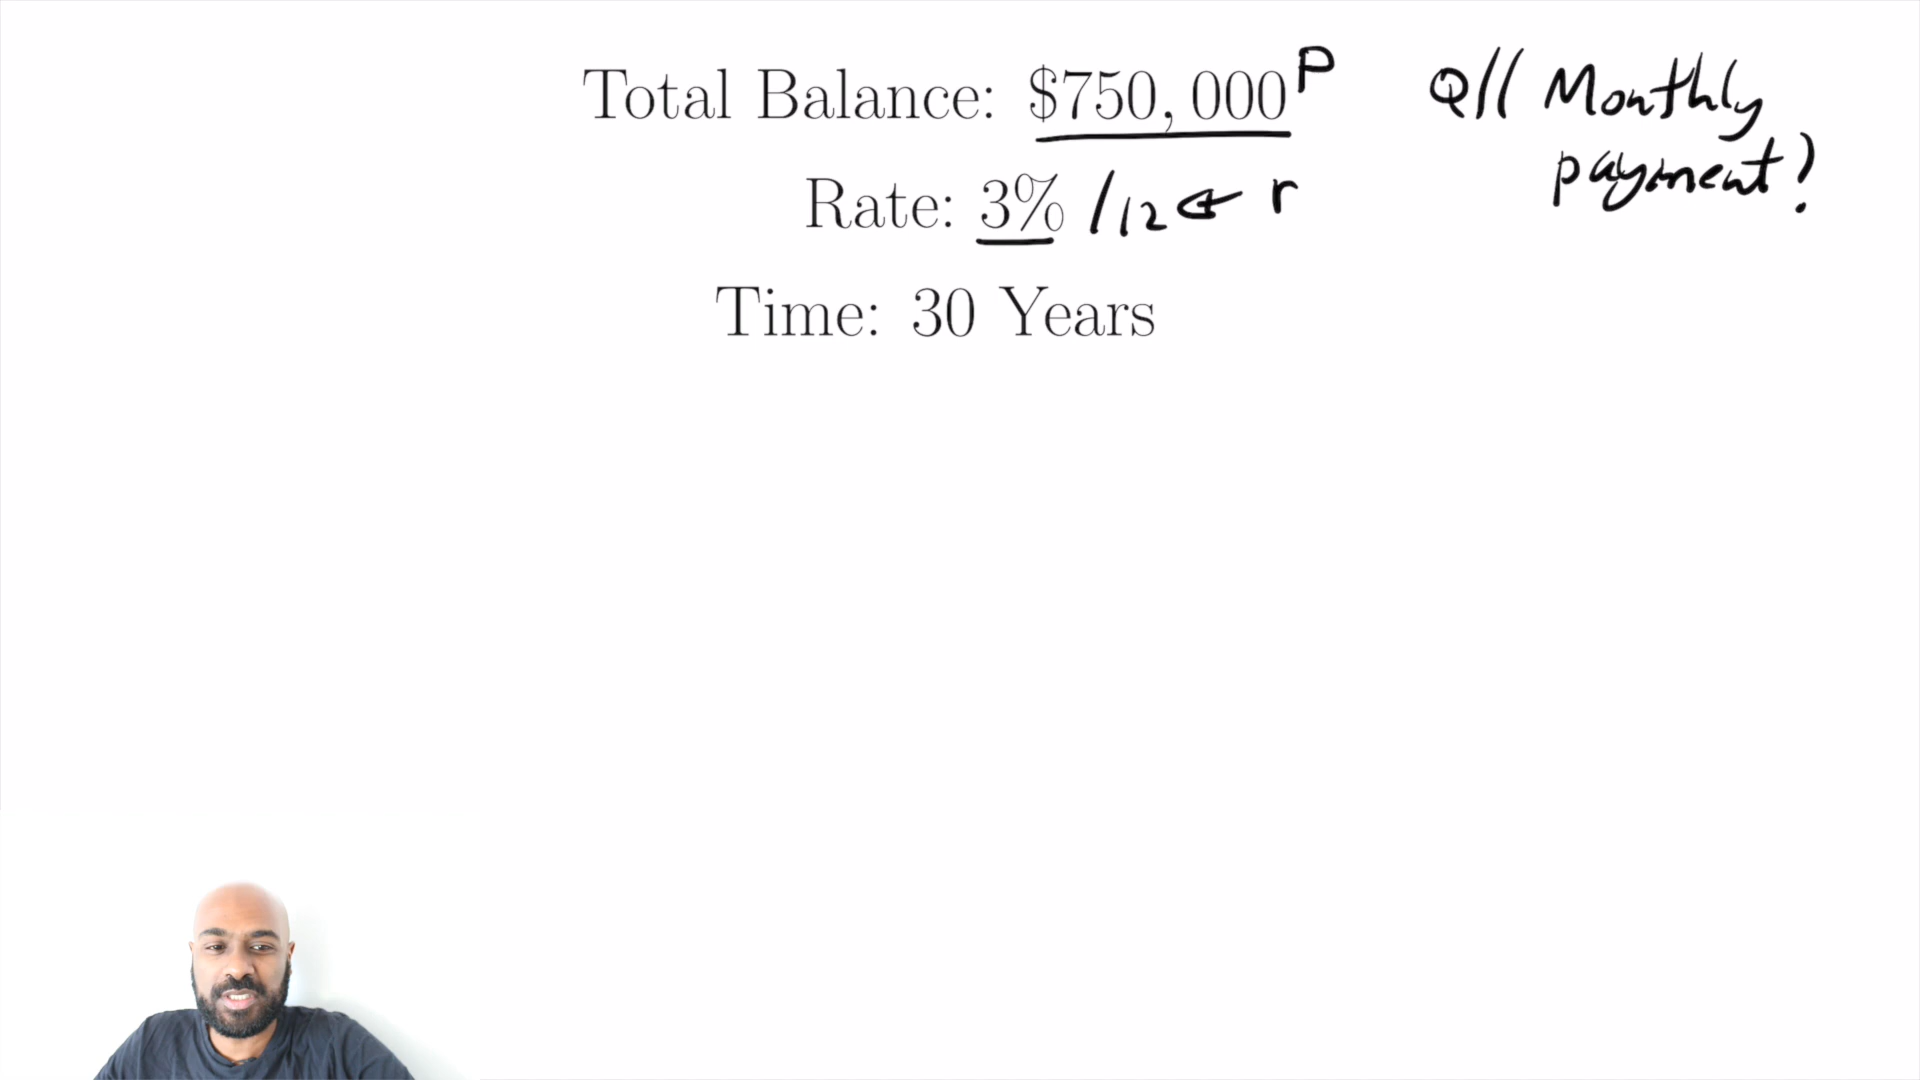 Total Balance: $750,000 P
Rate: 3% /12 ← r
Time: 30 Years
Q// Monthly
payment?